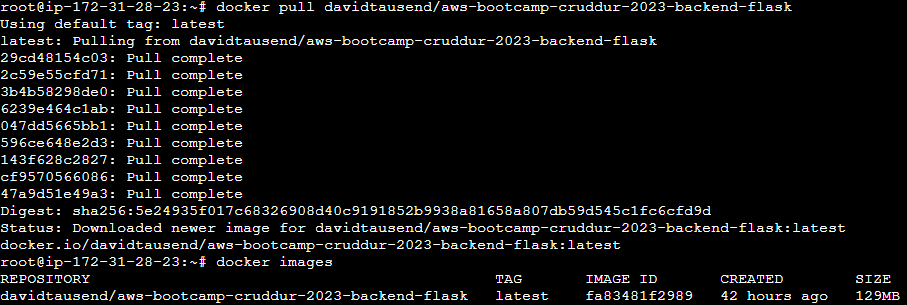 root@ip-172-31-28-23:~# docker pull davidtausend/aws-bootcamp-cruddur-2023-backend-flask
Using default tag: latest
latest: Pulling from davidtausend/aws-bootcamp-cruddur-2023-backend-flask
29cd48154c03: Pull complete
2c59e55cfd71: Pull complete
3b4b58298de0: Pull complete
6239e464c1ab: Pull complete
047dd5665bb1: Pull complete
596ce648e2d3: Pull complete
143f628c2827: Pull complete
cf9570566086: Pull complete
47a9d51e49a3: Pull complete
Digest: sha256:5e24935f017c68326908d40c9191852b9938a81658a807db59d545c1fc6cfd9d
Status: Downloaded newer image for davidtausend/aws-bootcamp-cruddur-2023-backend-flask:latest
docker.io/davidtausend/aws-bootcamp-cruddur-2023-backend-flask:latest
root@ip-172-31-28-23:~# docker images
REPOSITORY TAG IMAGE ID CREATED SIZE
davidtausend/aws-bootcamp-cruddur-2023-backend-flask latest fa83481f2989 42 hours ago 129MB